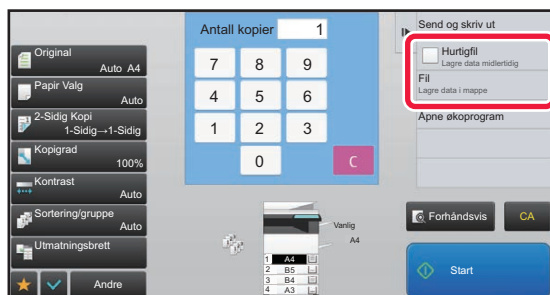 Original
Auto A4
Papir Valg
Auto
2-Sidig Kopi
1-Sidig→1-Sidig
Kopigrad
100%
Kontrast
Auto
Sortering/gruppe
Auto
Utmatningsbrett
Andre
Antall kopier 1
7 8 9
4 5 6
1 2 3
0 C
Vanlig
A4
1 A4
2 B5
3 B4
4 A3
Send og skriv ut
Hurtigfil
Lagre data midlertidig
Fil
Lagre data i mappe
Apne økoprogram
Forhåndsvis
CA
Start